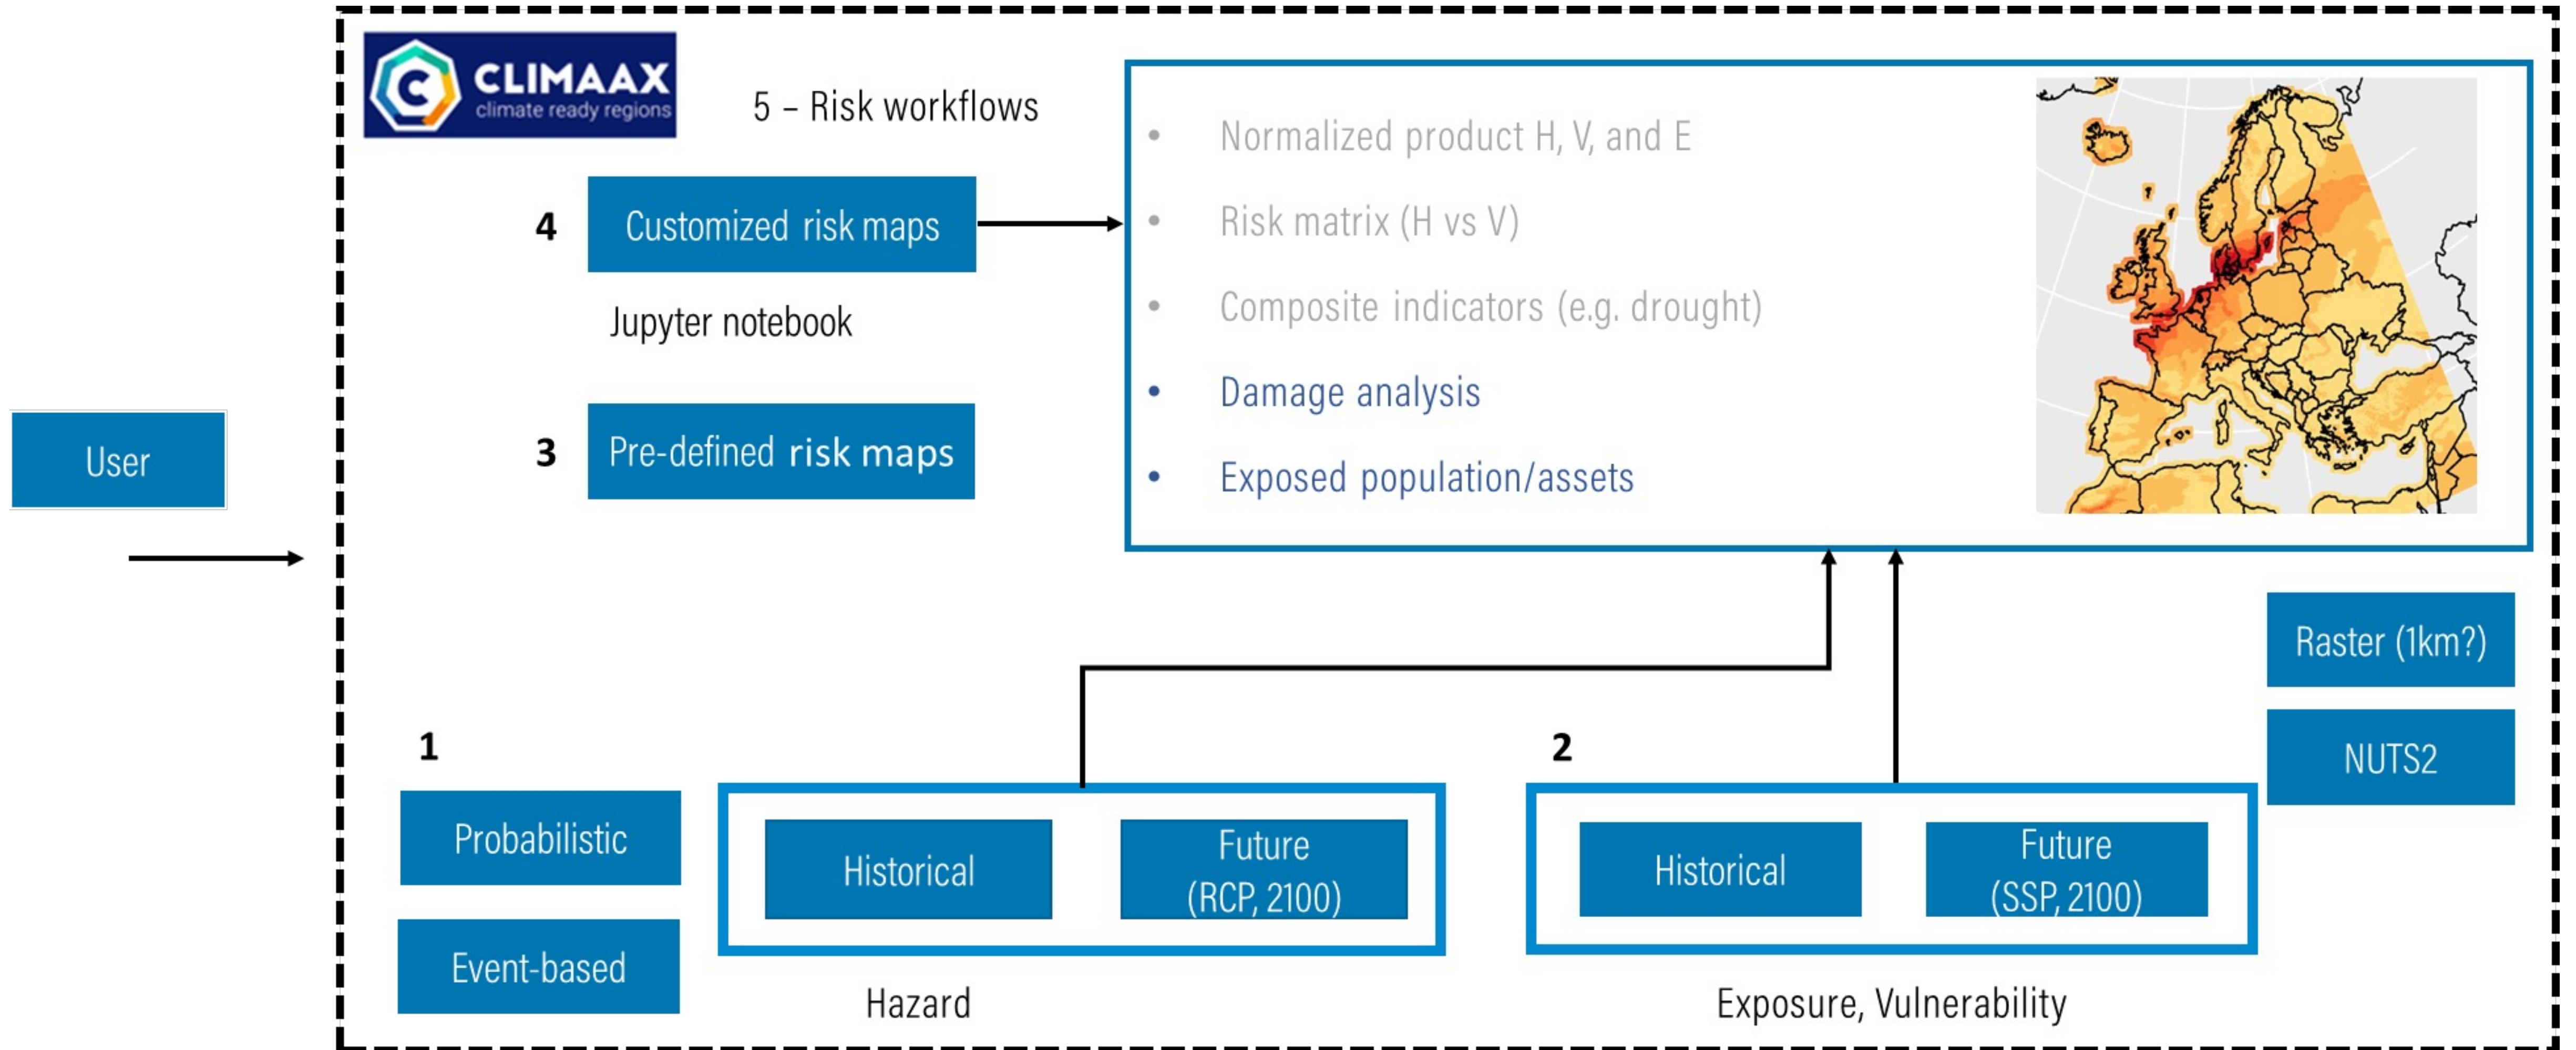 CLIMAAX
climate ready regions
5 – Risk workflows
• Normalized product H, V, and E
• Risk matrix (H vs V)
• Composite indicators (e.g. drought)
• Damage analysis
• Exposed population/assets
4
Customized risk maps
Jupyter notebook
3
Pre-defined risk maps
User
Raster (1km?)
NUTS2
1
Probabilistic
Event-based
Historical
Future
(RCP, 2100)
Hazard
2
Historical
Future
(SSP, 2100)
Exposure, Vulnerability